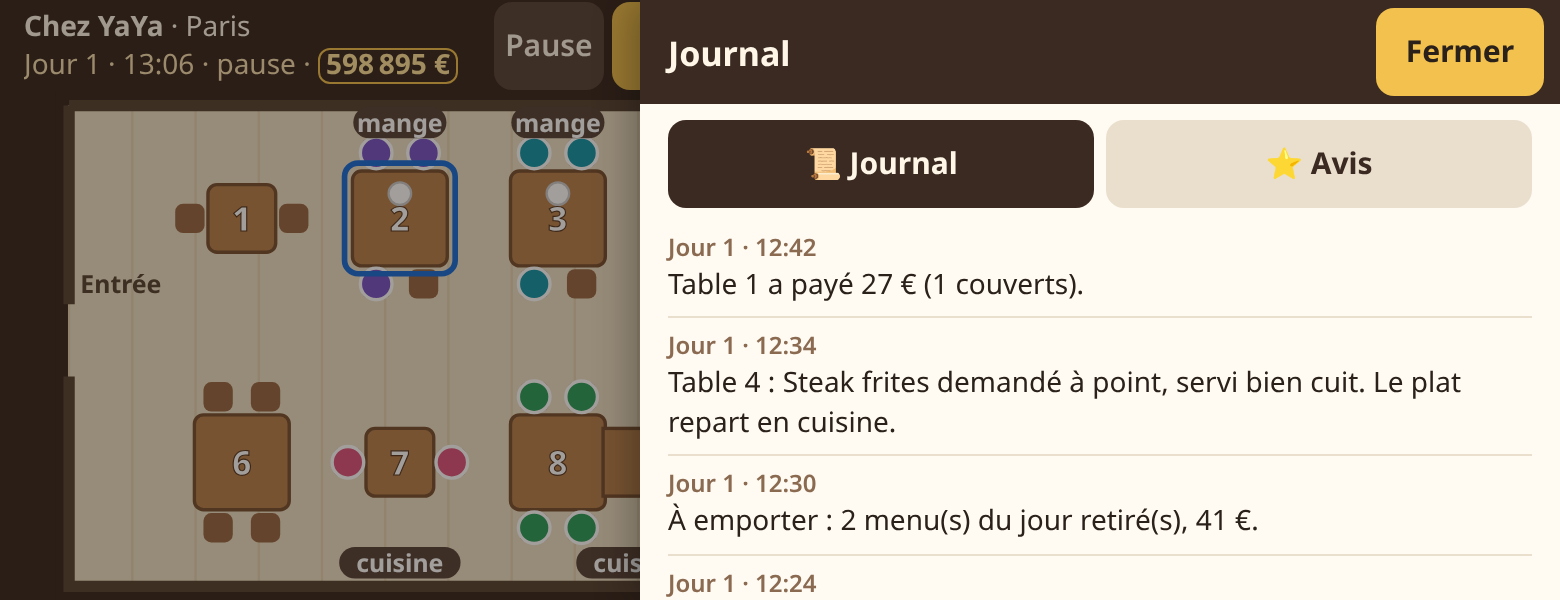 Chez YaYa · Paris
Jour 1 · 13:06 · pause · 598 895 €
Pause
mange
mange
1
2
3
Entrée
6
7
8
cuisine
cuis
Journal
Fermer
📜 Journal
⭐ Avis
Jour 1 · 12:42
Table 1 a payé 27 € (1 couverts).
Jour 1 · 12:34
Table 4 : Steak frites demandé à point, servi bien cuit. Le plat
repart en cuisine.
Jour 1 · 12:30
À emporter : 2 menu(s) du jour retiré(s), 41 €.
Jour 1 · 12:24